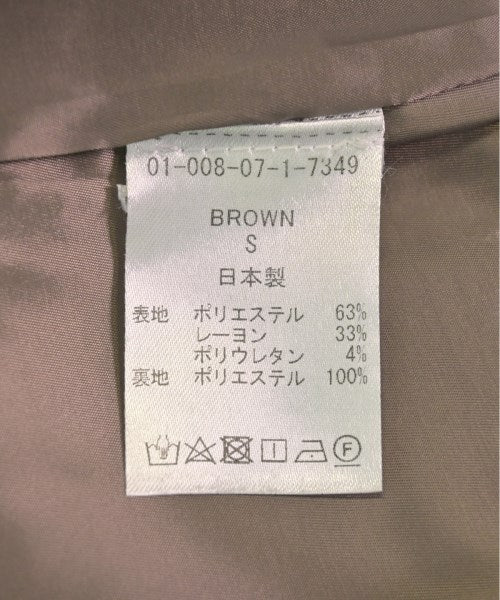 01-008-07-1-7349
BROWN
S
日本製
表地 ポリエステル 63%
レーヨン 33%
ポリウレタン 4%
裏地 ポリエステル 100%
F